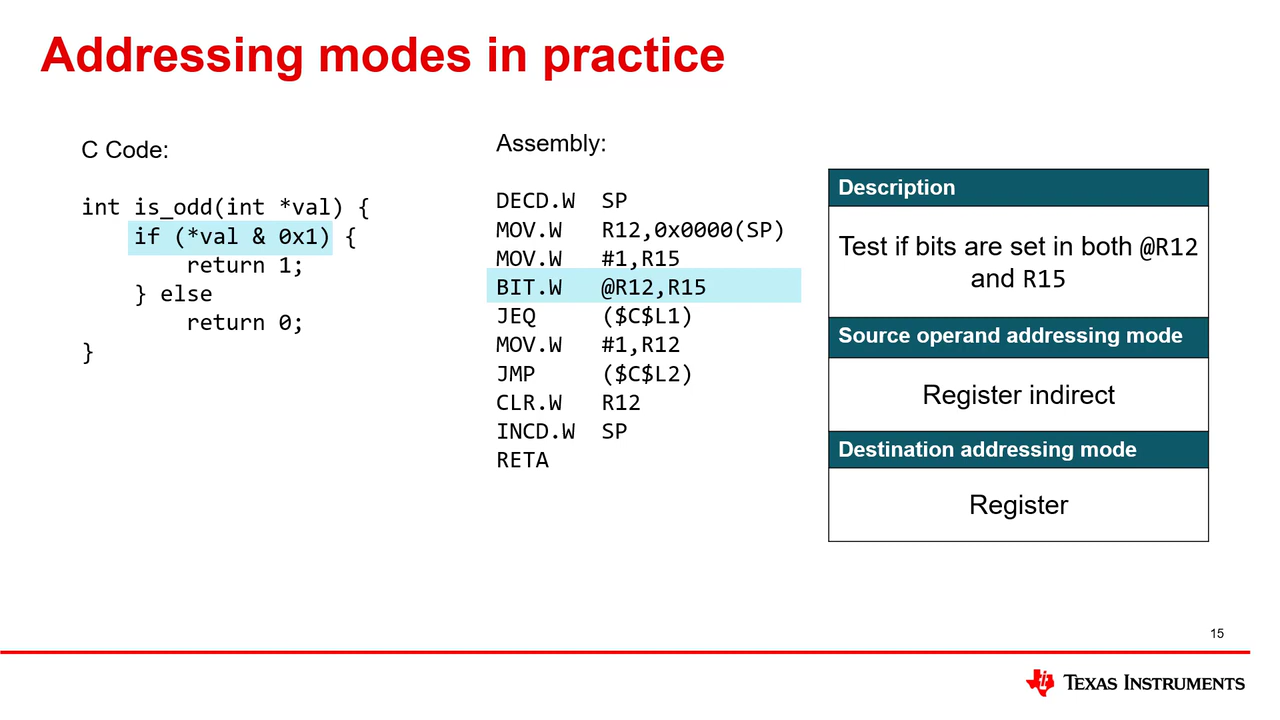 Addressing modes in practice
C Code:
int is_odd(int *val) {
    if (*val & 0x1) {
        return 1;
    } else
        return 0;
}
Assembly:
DECD.W  SP
MOV.W   R12,0x0000(SP)
MOV.W   #1,R15
BIT.W   @R12,R15
JEQ     ($C$L1)
MOV.W   #1,R12
JMP     ($C$L2)
CLR.W   R12
INCD.W  SP
RETA
Description
Test if bits are set in both @R12
and R15
Source operand addressing mode
Register indirect
Destination addressing mode
Register
15
TEXAS INSTRUMENTS